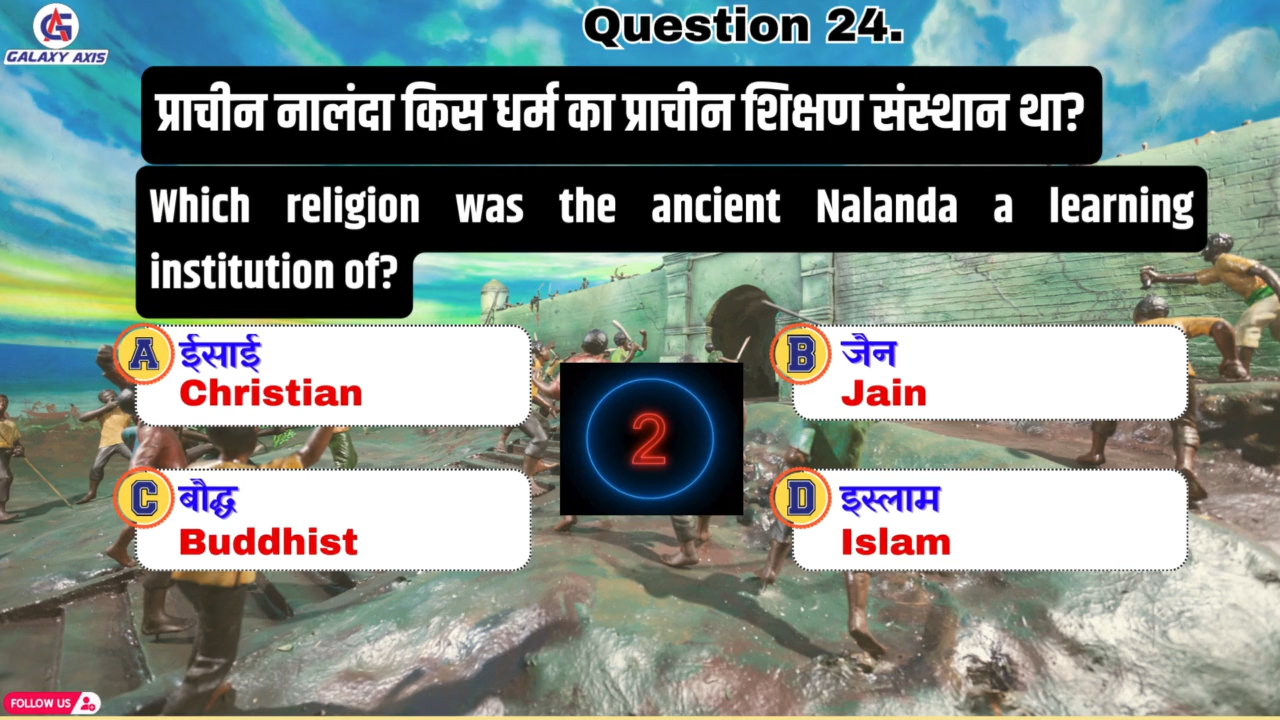 GALAXY AXIS
Question 24.
प्राचीन नालंदा किस धर्म का प्राचीन शिक्षण संस्थान था?
Which religion was the ancient Nalanda a learning
institution of?
A ईसाई
Christian
B जैन
Jain
2
C बौद्ध
Buddhist
D इस्लाम
Islam
FOLLOW US